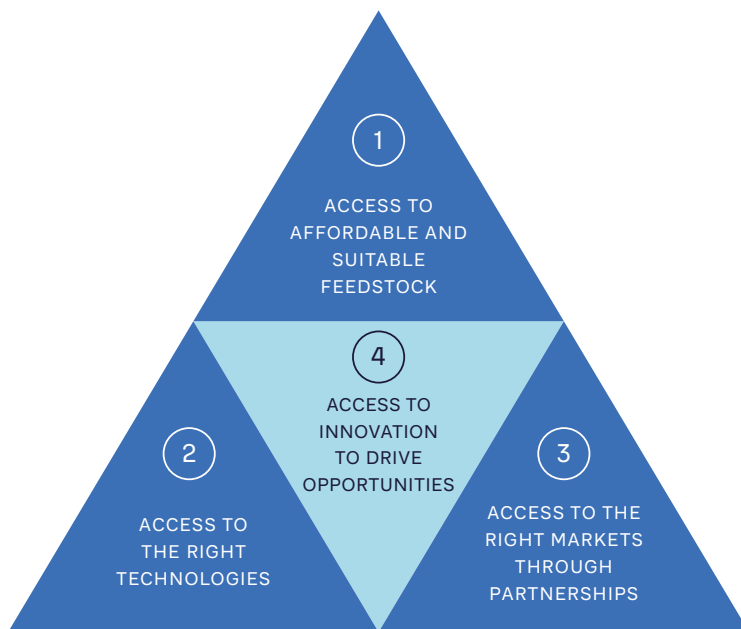 1
ACCESS TO
AFFORDABLE AND
SUITABLE
FEEDSTOCK
2
ACCESS TO
THE RIGHT
TECHNOLOGIES
3
ACCESS TO THE
RIGHT MARKETS
THROUGH
PARTNERSHIPS
4
ACCESS TO
INNOVATION
TO DRIVE
OPPORTUNITIES